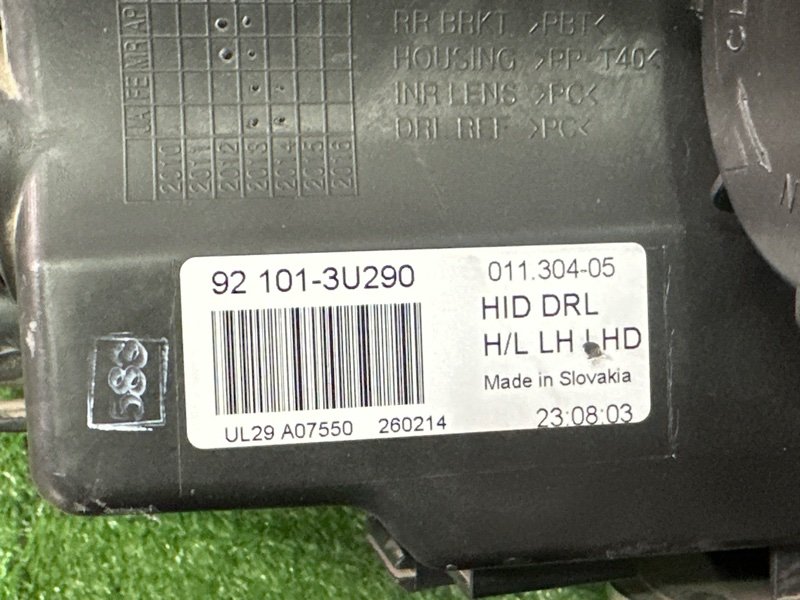 RR BRKT >PBT<
HOUSING >PP-T40<
INR LENS >PC<
DRL REF >PC<
JA FE MR AP
2010
2011
2012
2013
2014
2015
2016
92 101-3U290
011.304-05
HID DRL
H/L LH LHD
Made in Slovakia
23:08:03
UL29 A07550 260214
58C